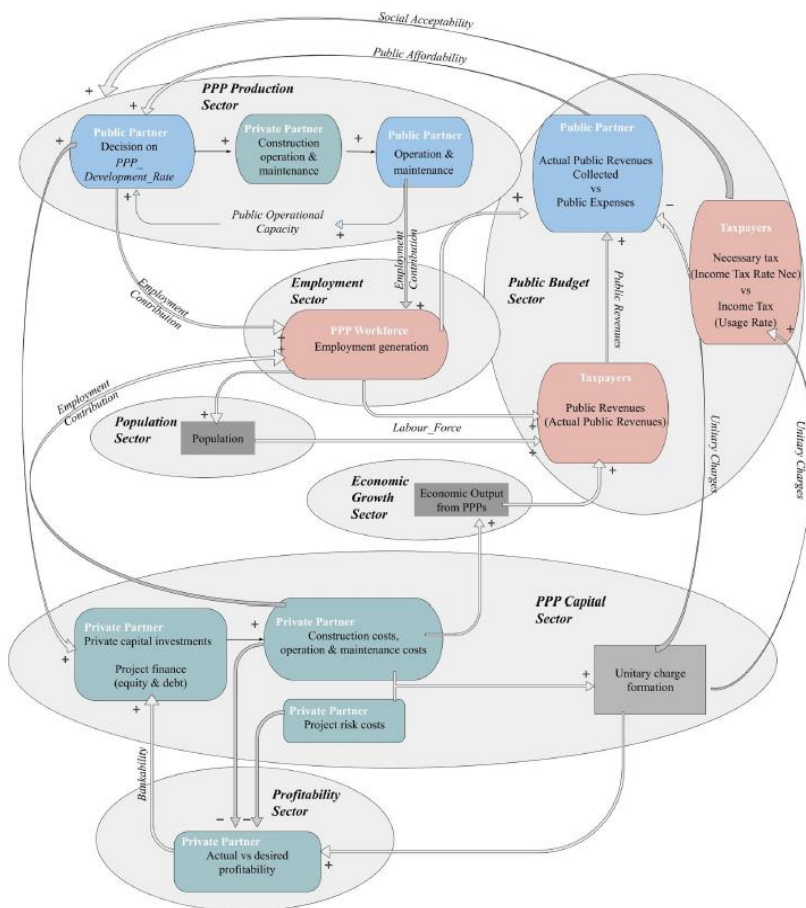 Social Acceptability
Public Affordability
PPP Production
Sector
Public Partner
Decision on
PPP_
Development_Rate
Private Partner
Construction
operation &
maintenance
Public Partner
Operation &
maintenance
Public Operational
Capacity
Public Partner
Actual Public Revenues
Collected
vs
Public Expenses
Taxpayers
Necessary tax
(Income Tax Rate Nec)
vs
Income Tax
(Usage Rate)
Employment
Contribution
Employment
Contribution
Employment
Sector
Public Budget
Sector
Public Revenues
PPP Workforce
Employment generation
Taxpayers
Public Revenues
(Actual Public Revenues)
Employment
Contribution
Population
Sector
Population
Labour_Force
Unitary Charges
Unitary Charges
Economic
Growth
Sector
Economic Output
from PPPs
PPP Capital
Sector
Private Partner
Private capital investments
Project finance
(equity & debt)
Private Partner
Construction costs,
operation & maintenance costs
Private Partner
Project risk costs
Unitary charge
formation
Bankability
Profitability
Sector
Private Partner
Actual vs desired
profitability